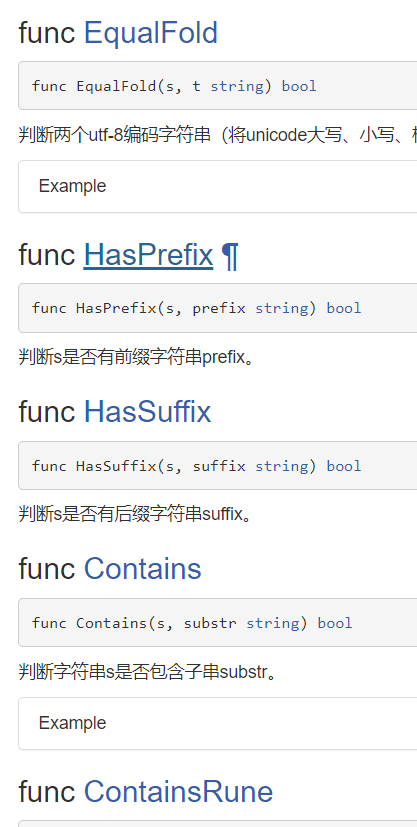 func EqualFold
func EqualFold(s, t string) bool
判断两个utf-8编码字符串（将unicode大写、小写、
Example
func HasPrefix ¶
func HasPrefix(s, prefix string) bool
判断s是否有前缀字符串prefix。
func HasSuffix
func HasSuffix(s, suffix string) bool
判断s是否有后缀字符串suffix。
func Contains
func Contains(s, substr string) bool
判断字符串s是否包含子串substr。
Example
func ContainsRune